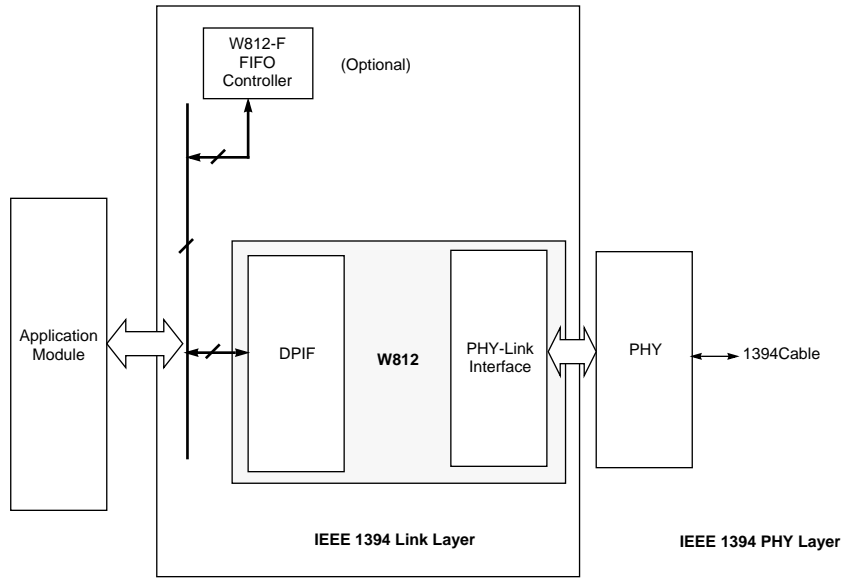 W812-F
FIFO
Controller
(Optional)
Application
Module
DPIF
W812
PHY-Link
Interface
PHY
1394Cable
IEEE 1394 Link Layer
IEEE 1394 PHY Layer